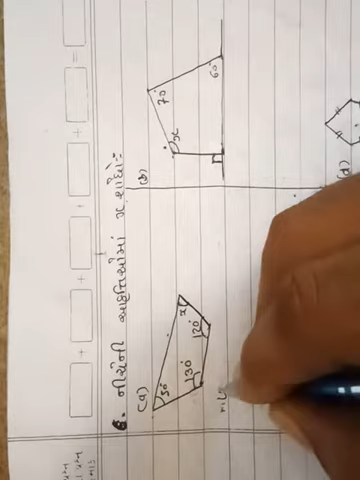 □ + □ + □ + □ + □ =
6. નીચેની આકૃતિઓમાં x શોધો:-
(a)
50
130
120
x
(b)
x
70
60
(d)